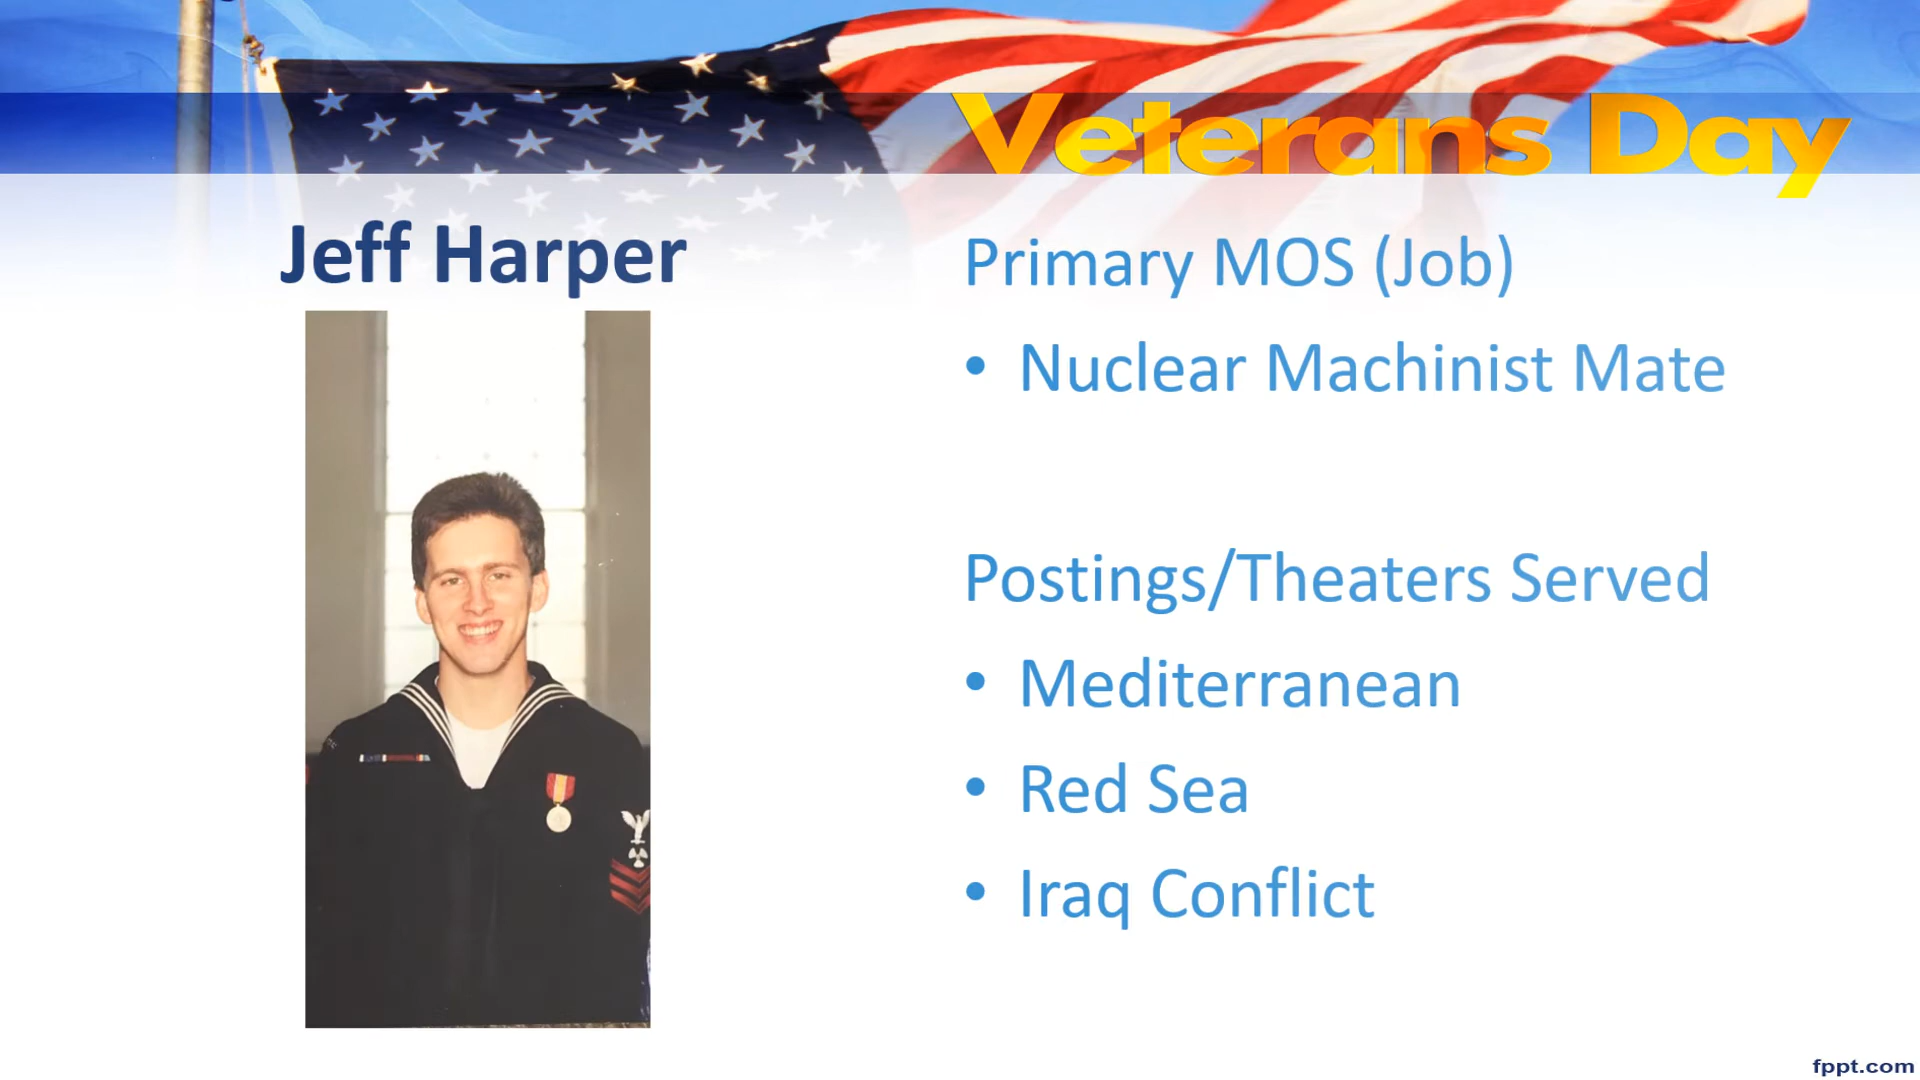 Veterans Day
Jeff Harper
Primary MOS (Job)
• Nuclear Machinist Mate
Postings/Theaters Served
• Mediterranean
• Red Sea
• Iraq Conflict
fppt.com